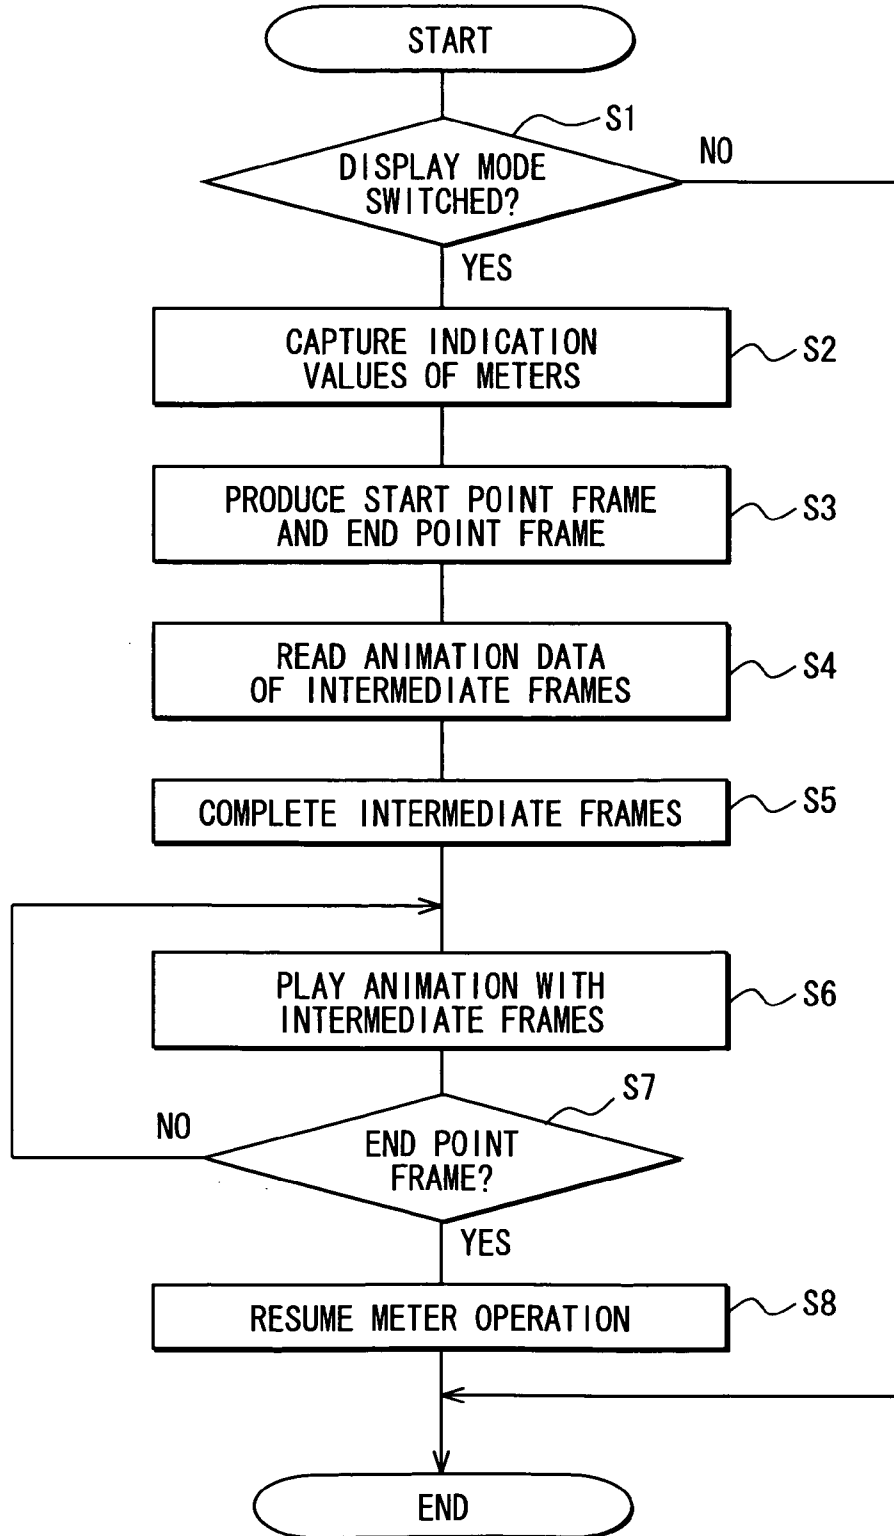 START
S1
NO
DISPLAY MODE
SWITCHED?
YES
CAPTURE INDICATION
VALUES OF METERS
S2
PRODUCE START POINT FRAME
AND END POINT FRAME
S3
READ ANIMATION DATA
OF INTERMEDIATE FRAMES
S4
COMPLETE INTERMEDIATE FRAMES
S5
PLAY ANIMATION WITH
INTERMEDIATE FRAMES
S6
S7
NO
END POINT
FRAME?
YES
RESUME METER OPERATION
S8
END